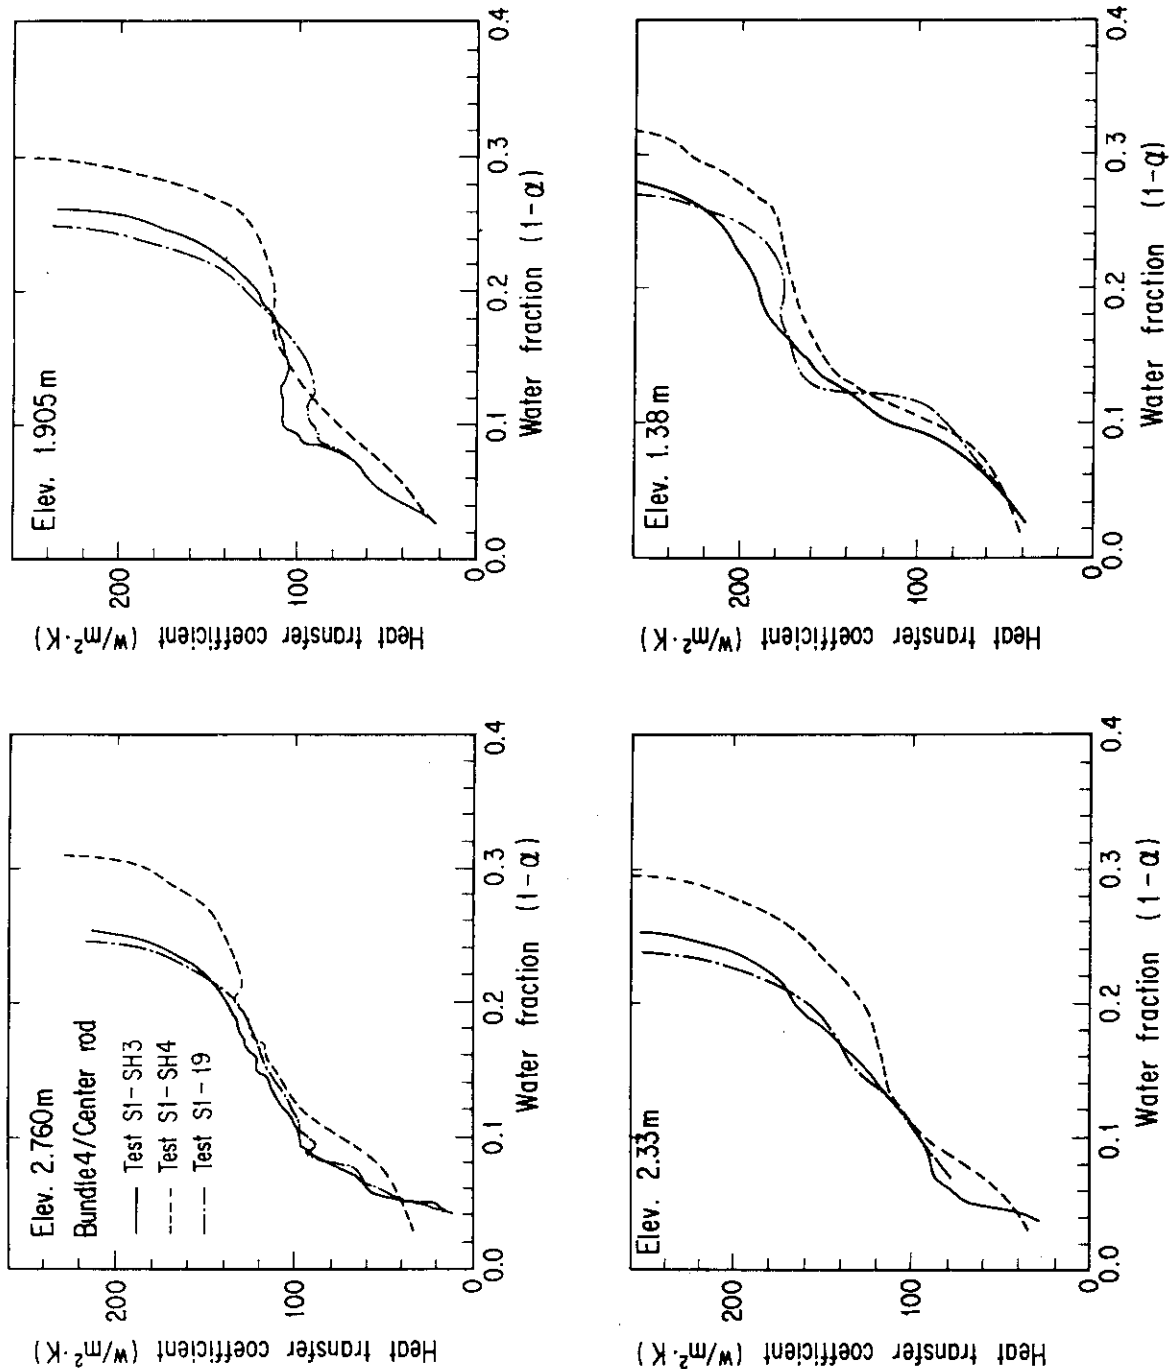 Elev. 2.760m
Bundle4/Center rod
Test S1-SH3
Test S1-SH4
Test S1-19
Heat transfer coefficient (W/m²·K)
200
100
0
0.0
0.1
0.2
0.3
0.4
Water fraction (1-α)
Elev. 1.905m
Heat transfer coefficient (W/m²·K)
200
100
0
0.0
0.1
0.2
0.3
0.4
Water fraction (1-α)
Elev. 2.33m
Heat transfer coefficient (W/m²·K)
200
100
0
0.0
0.1
0.2
0.3
0.4
Water fraction (1-α)
Elev. 1.38m
Heat transfer coefficient (W/m²·K)
200
100
0
0.0
0.1
0.2
0.3
0.4
Water fraction (1-α)